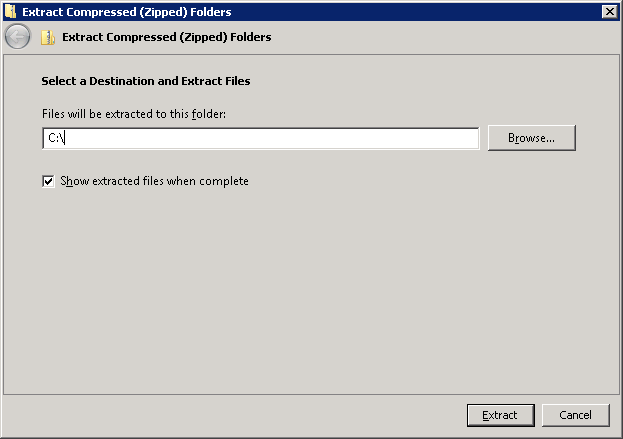 Extract Compressed (Zipped) Folders
Extract Compressed (Zipped) Folders
Select a Destination and Extract Files
Files will be extracted to this folder:
C:\
Browse...
Show extracted files when complete
Extract
Cancel